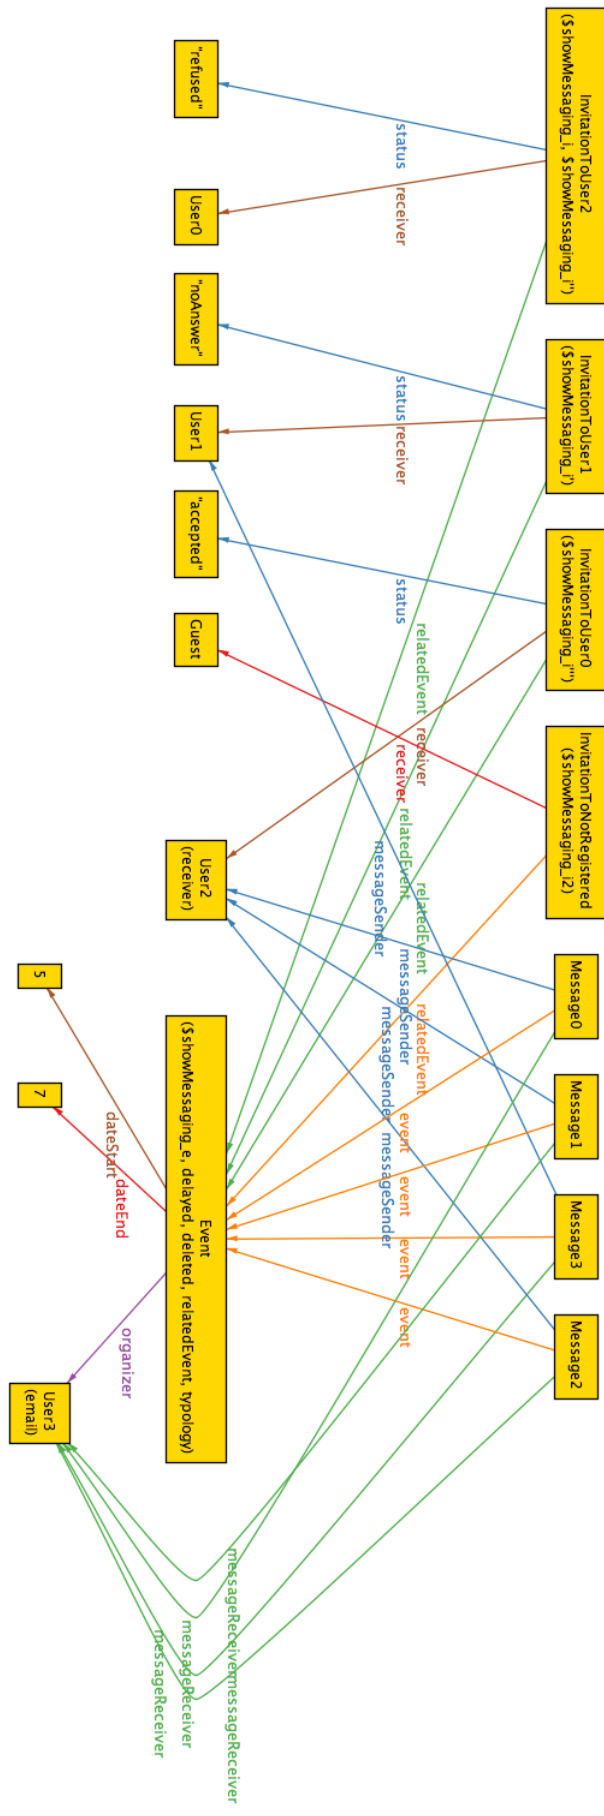 InvitationToUser2
($showMessaging_i, $showMessaging_i'')
InvitationToUser1
($showMessaging_i')
InvitationToUser0
($showMessaging_i''')
InvitationToNotRegistered
($showMessaging_i2)
Message0
Message1
Message3
Message2
status
receiver
status
receiver
status
relatedEvent
receiver
receiver
relatedEvent
relatedEvent
messageSender
messageSender
relatedEvent
messageSender
event
messageSender
event
event
event
"refused"
User0
"noAnswer"
User1
"accepted"
Guest
User2
(receiver)
Event
($showMessaging_e, delayed, deleted, relatedEvent, typology)
messageReceiver
messageReceiver
messageReceiver
messageReceiver
dateStart
dateEnd
organizer
5
7
User3
(email)